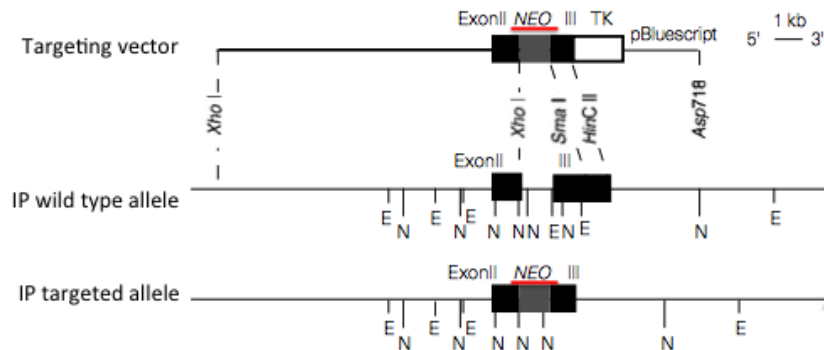 ExonII NEO III TK
1 kb
Targeting vector
pBluescript
5' 3'
Xho I
Xho I
Sma I
HinC II
Asp718
ExonII III
IP wild type allele
E N E N E N N N E N E N E
ExonII NEO III
IP targeted allele
E N E N E N N N N E